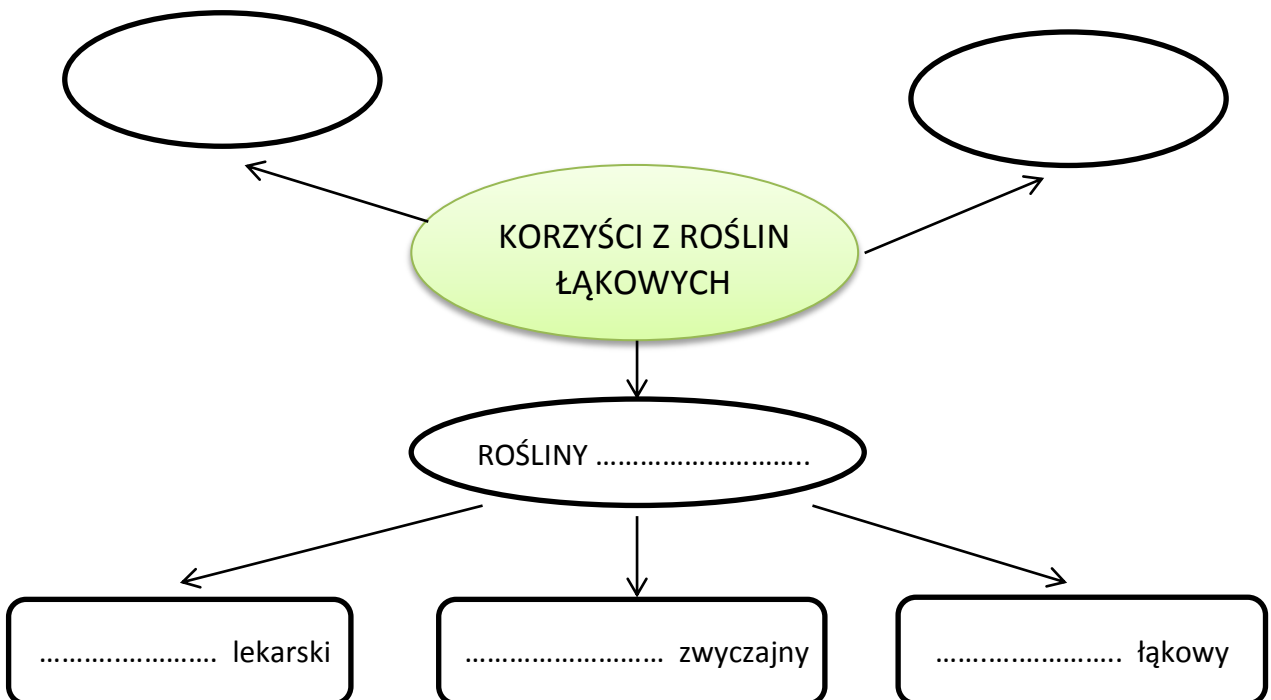 KORZYŚCI Z ROŚLIN
ŁĄKOWYCH
ROŚLINY ………………………..
………..………… lekarski
……………………… zwyczajny
…….….………….. łąkowy